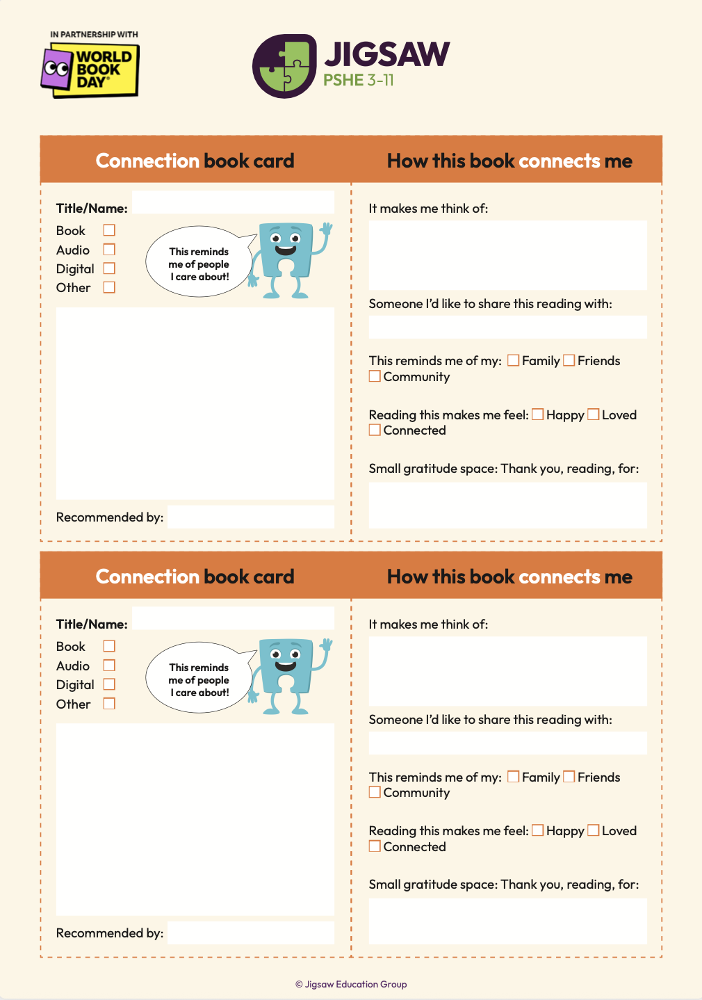 IN PARTNERSHIP WITH
WORLD
BOOK
DAY®
JIGSAW
PSHE 3-11
Connection book card
Title/Name:
Book
Audio
Digital
Other
This reminds
me of people
I care about!
Recommended by:
How this book connects me
It makes me think of:
Someone I’d like to share this reading with:
This reminds me of my: Family Friends
Community
Reading this makes me feel: Happy Loved
Connected
Small gratitude space: Thank you, reading, for:
Connection book card
Title/Name:
Book
Audio
Digital
Other
This reminds
me of people
I care about!
Recommended by:
How this book connects me
It makes me think of:
Someone I’d like to share this reading with:
This reminds me of my: Family Friends
Community
Reading this makes me feel: Happy Loved
Connected
Small gratitude space: Thank you, reading, for:
© Jigsaw Education Group